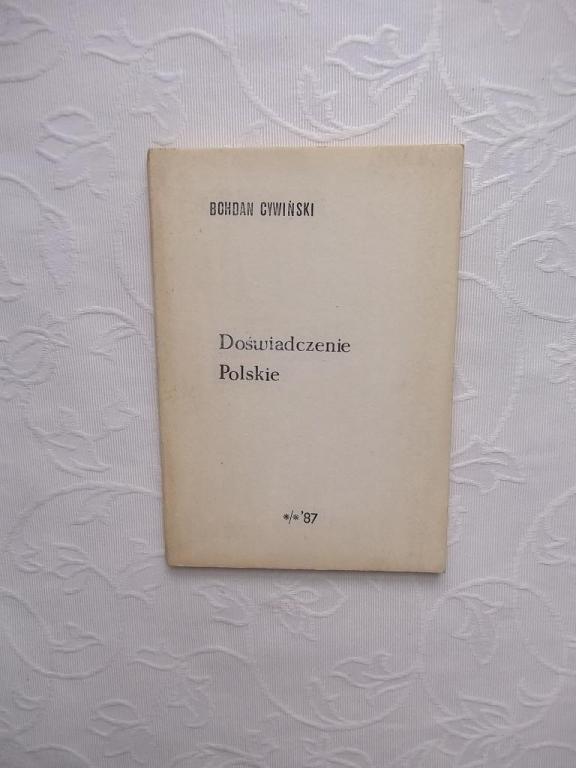 BOHDAN CYWIŃSKI
Doświadczenie
Polskie
*/* '87